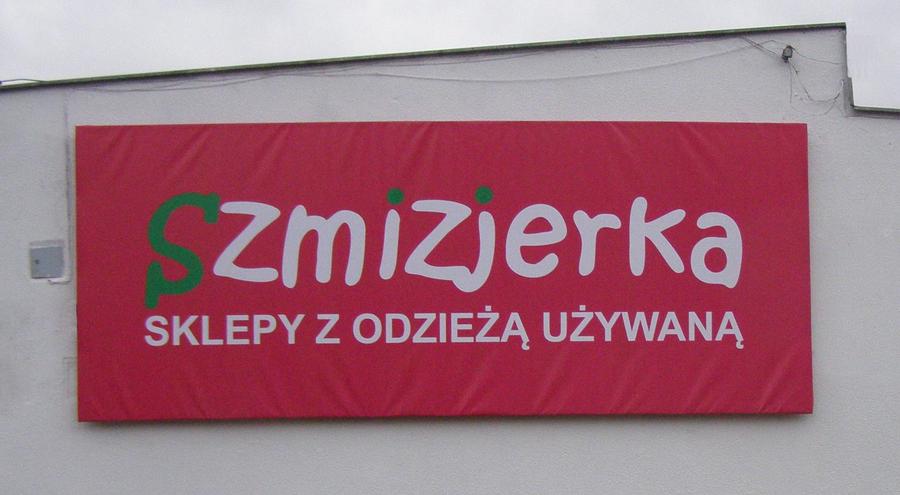 Szmizjerka
SKLEPY Z ODZIEŻĄ UŻYWANĄ